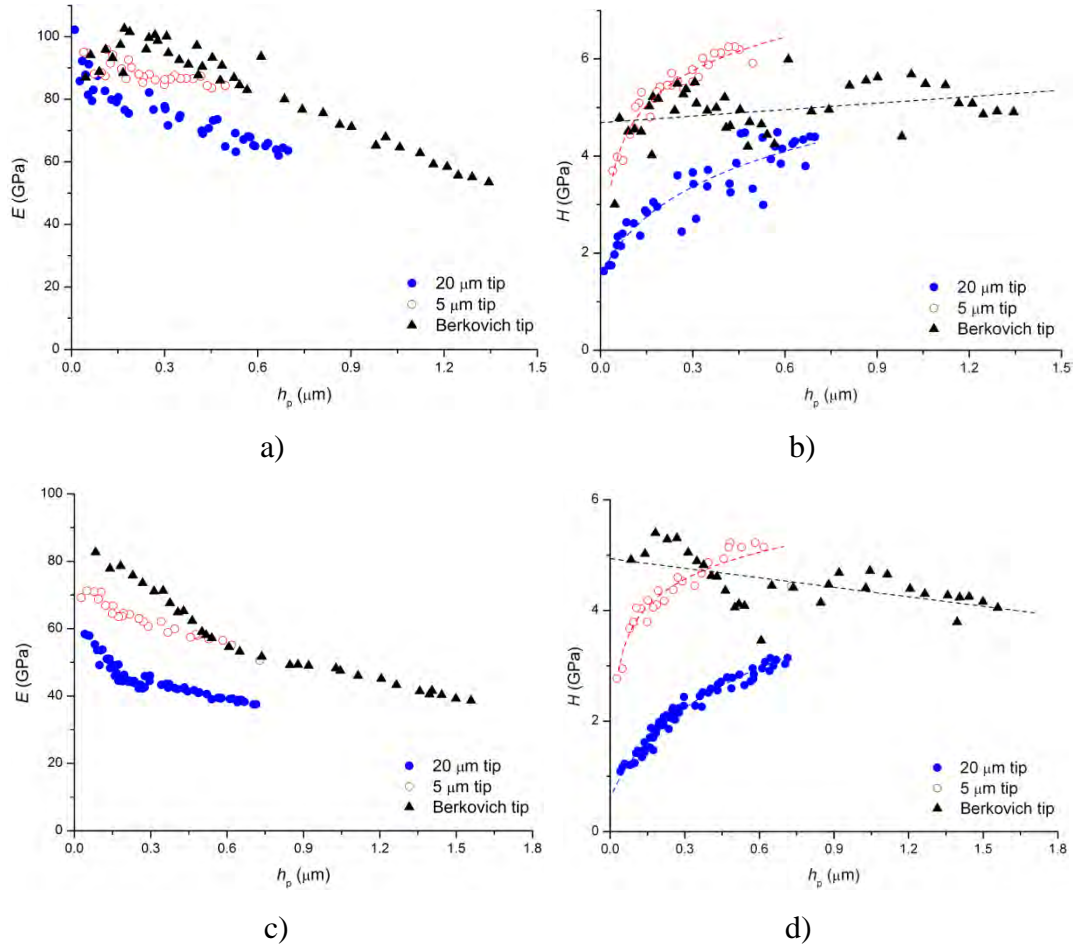 100
80
60
40
20
0
E (GPa)
0.0 0.3 0.6 0.9 1.2 1.5
hp (μm)
20 μm tip
5 μm tip
Berkovich tip
a)
6
4
2
0
H (GPa)
0.0 0.3 0.6 0.9 1.2 1.5
hp (μm)
20 μm tip
5 μm tip
Berkovich tip
b)
100
80
60
40
20
0
E (GPa)
0.0 0.3 0.6 0.9 1.2 1.5 1.8
hp (μm)
20 μm tip
5 μm tip
Berkovich tip
c)
6
4
2
0
H (GPa)
0.0 0.3 0.6 0.9 1.2 1.5 1.8
hp (μm)
20 μm tip
5 μm tip
Berkovich tip
d)